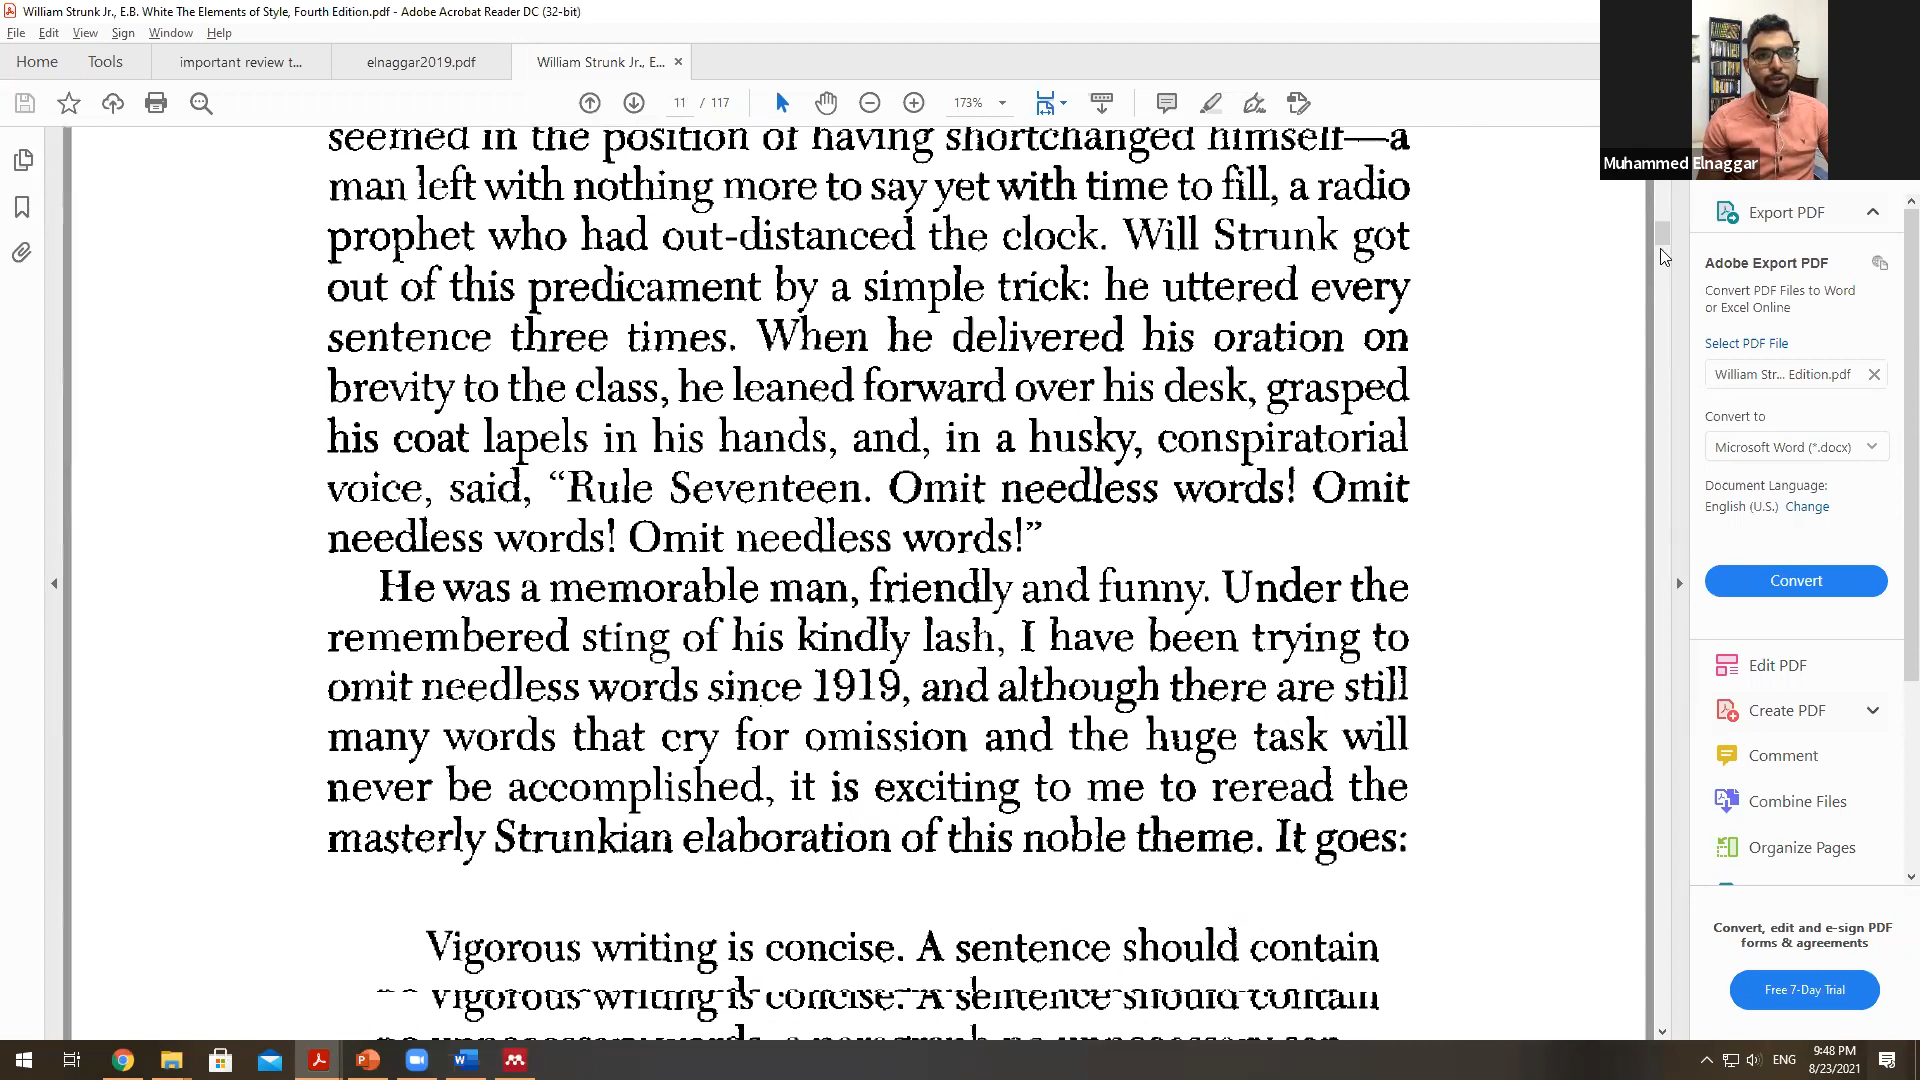 William Strunk Jr., E.B. White The Elements of Style, Fourth Edition.pdf - Adobe Acrobat Reader DC (32-bit)
File Edit View Sign Window Help
Home Tools important review t... elnaggar2019.pdf William Strunk Jr., E... ×
11 / 117 173%
Muhammed Elnaggar
seemed in the position of having shortchanged himself—a
man left with nothing more to say yet with time to fill, a radio
prophet who had out-distanced the clock. Will Strunk got
out of this predicament by a simple trick: he uttered every
sentence three times. When he delivered his oration on
brevity to the class, he leaned forward over his desk, grasped
his coat lapels in his hands, and, in a husky, conspiratorial
voice, said, “Rule Seventeen. Omit needless words! Omit
needless words! Omit needless words!”
He was a memorable man, friendly and funny. Under the
remembered sting of his kindly lash, I have been trying to
omit needless words since 1919, and although there are still
many words that cry for omission and the huge task will
never be accomplished, it is exciting to me to reread the
masterly Strunkian elaboration of this noble theme. It goes:
Vigorous writing is concise. A sentence should contain
Vigorous writing is concise. A sentence should contain
Export PDF
Adobe Export PDF
Convert PDF Files to Word
or Excel Online
Select PDF File
William Str... Edition.pdf
Convert to
Microsoft Word (*.docx)
Document Language:
English (U.S.) Change
Convert
Edit PDF
Create PDF
Comment
Combine Files
Organize Pages
Convert, edit and e-sign PDF
forms & agreements
Free 7-Day Trial
ENG
9:48 PM
8/23/2021